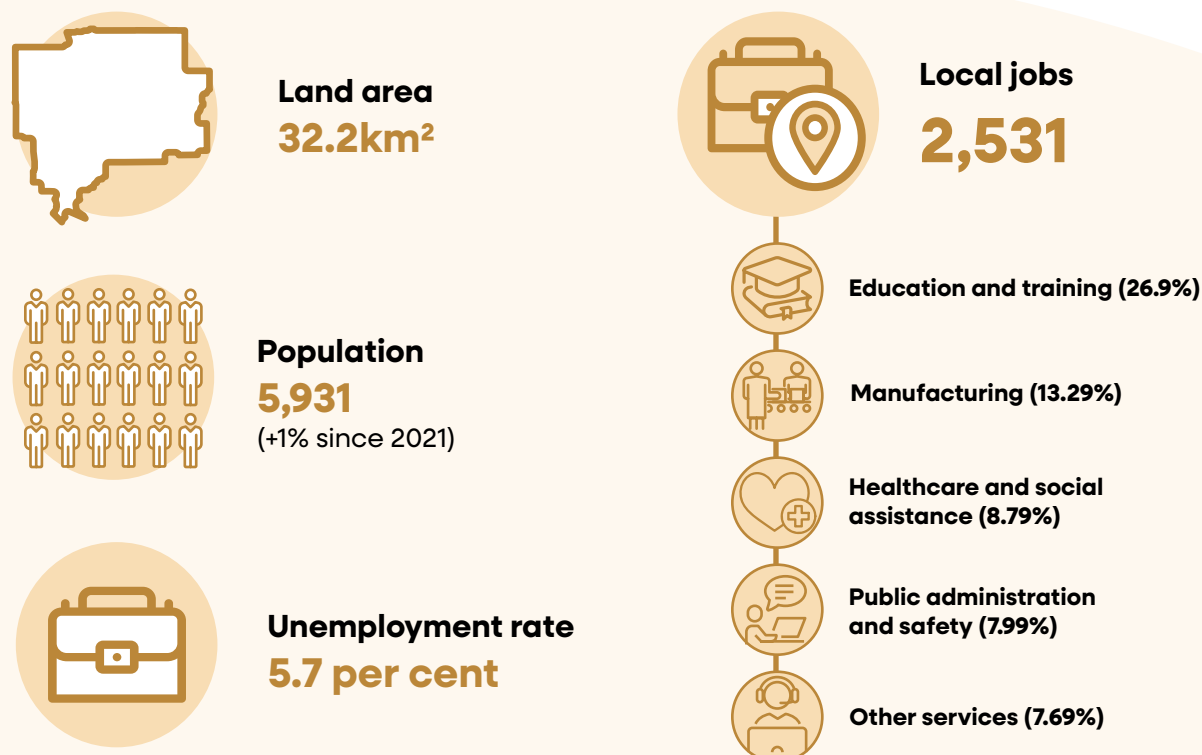 Land area
32.2km²
Population
5,931
(+1% since 2021)
Unemployment rate
5.7 per cent
Local jobs
2,531
Education and training (26.9%)
Manufacturing (13.29%)
Healthcare and social
assistance (8.79%)
Public administration
and safety (7.99%)
Other services (7.69%)